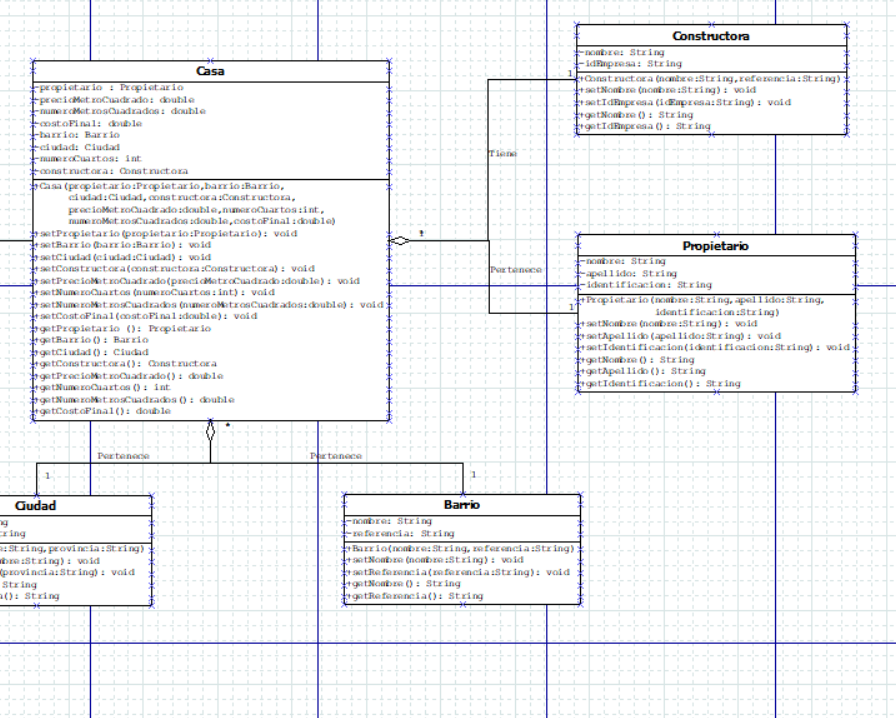 Casa
-propietario : Propietario
-precioMetroCuadrado: double
-numeroMetrosCuadrados: double
-costoFinal: double
-barrio: Barrio
-ciudad: Ciudad
-numeroCuartos: int
-constructora: Constructora
+Casa(propietario:Propietario,barrio:Barrio,
ciudad:Ciudad,constructora:Constructora,
precioMetroCuadrado:double,numeroCuartos:int,
numeroMetrosCuadrados:double,costoFinal:double)
+setPropietario(propietario:Propietario): void
+setBarrio(barrio:Barrio): void
+setCiudad(ciudad:Ciudad): void
+setConstructora(constructora:Constructora): void
+setPrecioMetroCuadrado(precioMetroCuadrado:double): void
+setNumeroCuartos(numeroCuartos:int): void
+setNumeroMetrosCuadrados(numeroMetrosCuadrados:double): void
+setCostoFinal(costoFinal:double): void
+getPropietario (): Propietario
+getBarrio(): Barrio
+getCiudad(): Ciudad
+getConstructora(): Constructora
+getPrecioMetroCuadrado(): double
+getNumeroCuartos(): int
+getNumeroMetrosCuadrados(): double
+getCostoFinal(): double
*
1
Tiene
Pertenece
1
Constructora
-nombre: String
-idEmpresa: String
+Constructora(nombre:String,referencia:String)
+setNombre(nombre:String): void
+setIdEmpresa(idEmpresa:String): void
+getNombre(): String
+getIdEmpresa(): String
Propietario
-nombre: String
-apellido: String
-identificacion: String
+Propietario(nombre:String,apellido:String,
identificacion:String)
+setNombre(nombre:String): void
+setApellido(apellido:String): void
+setIdentificacion(identificacion:String): void
+getNombre(): String
+getApellido(): String
+getIdentificacion(): String
*
Pertenece
Pertenece
1
1
Ciudad
ng
tring
e:String,provincia:String)
mbre:String): void
(provincia:String): void
String
a(): String
Barrio
-nombre: String
-referencia: String
+Barrio(nombre:String,referencia:String)
+setNombre(nombre:String): void
+setReferencia(referencia:String): void
+getNombre(): String
+getReferencia(): String